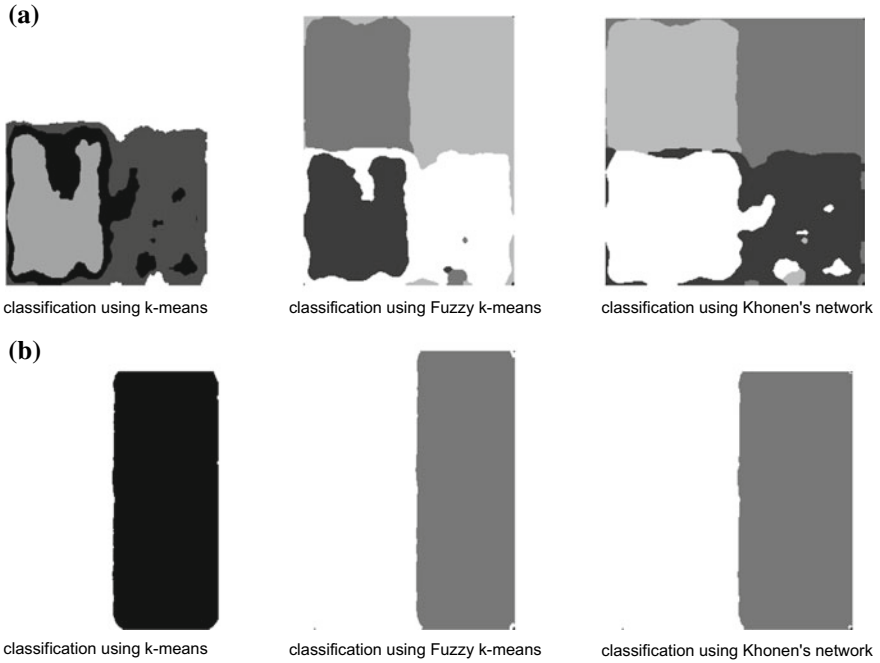 (a)
classification using k-means
classification using Fuzzy k-means
classification using Khonen's network
(b)
classification using k-means
classification using Fuzzy k-means
classification using Khonen's network